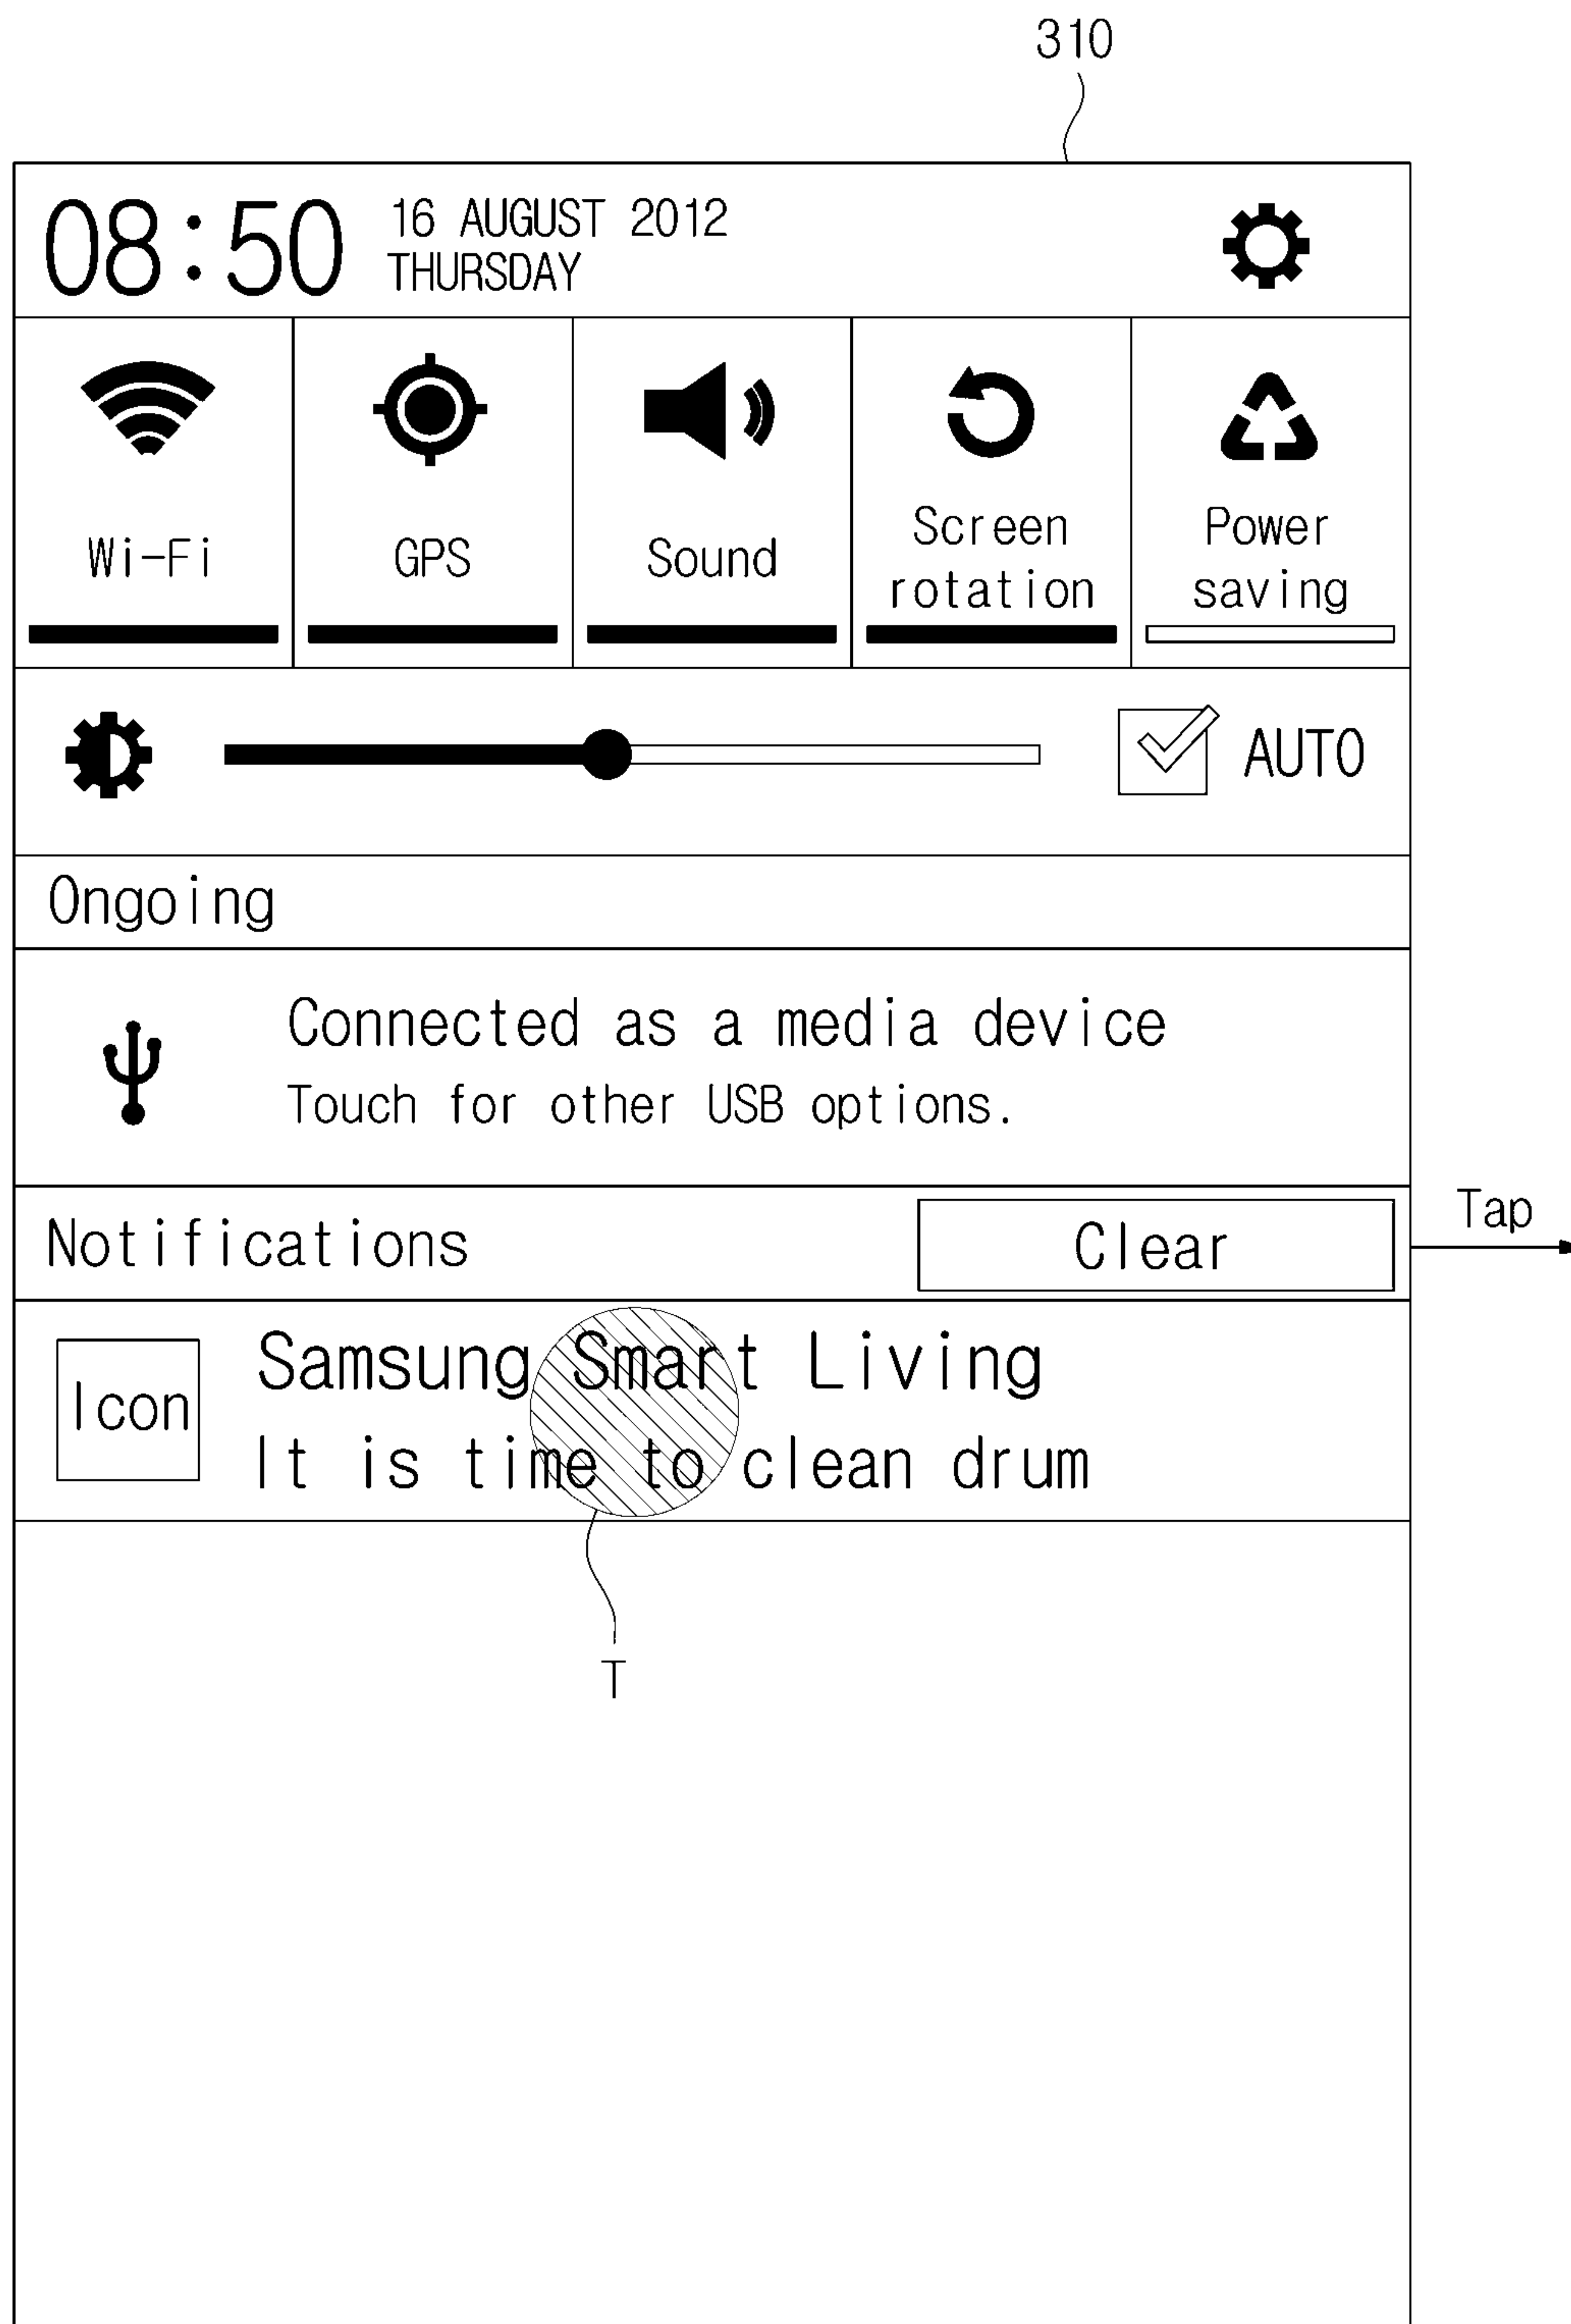 310
08:50
16 AUGUST 2012
THURSDAY
Wi-Fi
GPS
Sound
Screen
rotation
Power
saving
AUTO
Ongoing
Connected as a media device
Touch for other USB options.
Notifications
Clear
Tap
Icon
Samsung Smart Living
It is time to clean drum
T